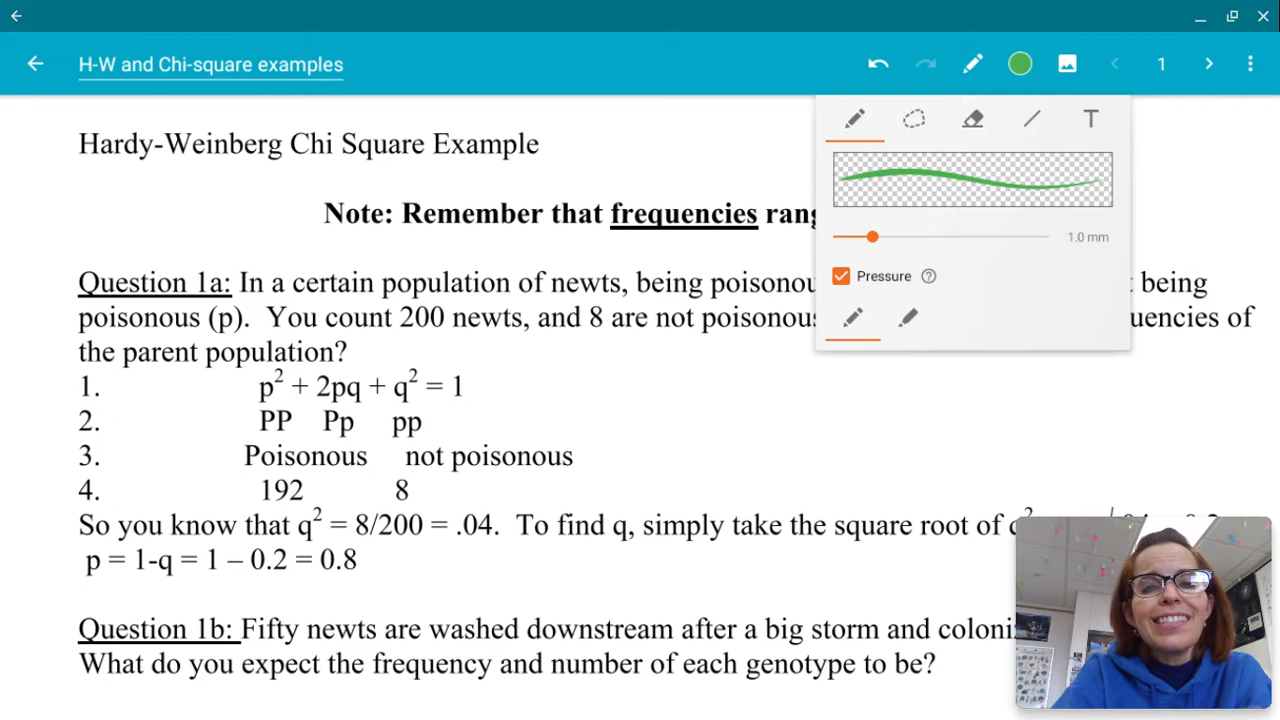 H-W and Chi-square examples
1
T
Hardy-Weinberg Chi Square Example
Note: Remember that frequencies
1.0 mm
Pressure
Question 1a: In a certain population of newts, being being
poisonous (p). You count 200 newts, and 8 are not of
the parent population?
1. p² + 2pq + q² = 1
2. PP Pp pp
3. Poisonous not poisonous
4. 192 8
So you know that q² = 8/200 = .04. To find q, simply take the square root of
p = 1-q = 1 – 0.2 = 0.8
Question 1b: Fifty newts are washed downstream after a big storm and
What do you expect the frequency and number of each genotype to be?